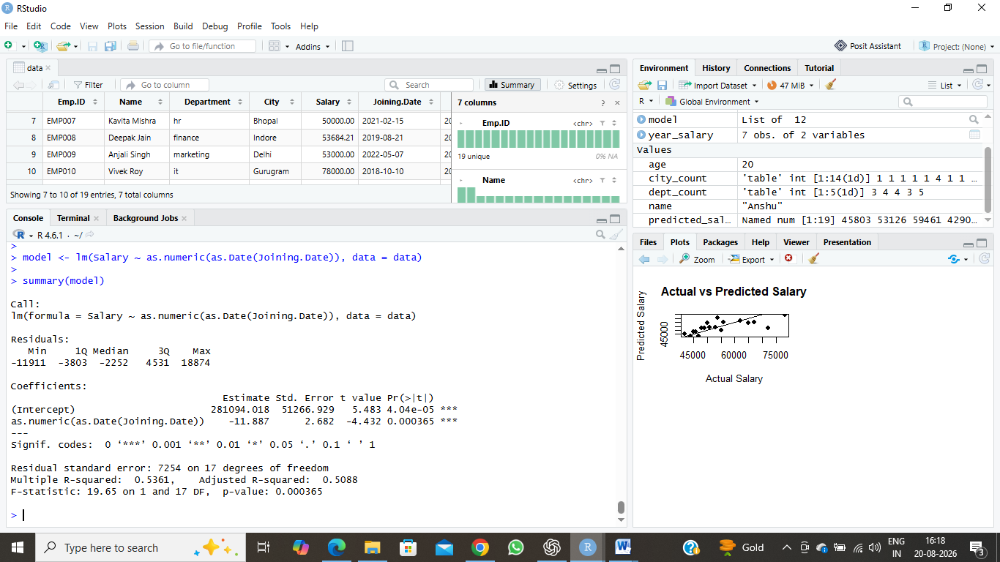 RStudio
File Edit Code View Plots Session Build Debug Profile Tools Help
Go to file/function Addins Posit Assistant Project: (None)
data
Filter Go to column Search Summary Settings
Emp.ID Name Department City Salary Joining.Date
7 EMP007 Kavita Mishra hr Bhopal 50000.00 2021-02-15 20
8 EMP008 Deepak Jain finance Indore 53684.21 2019-08-21 20
9 EMP009 Anjali Singh marketing Delhi 53000.00 2022-05-07 20
10 EMP010 Vivek Roy it Gurugram 78000.00 2018-10-10 20
Showing 7 to 10 of 19 entries, 7 total columns
7 columns ?
Emp.ID <chr>
19 unique 0% NA
Name <chr>
Console Terminal Background Jobs
R 4.6.1 · ~/
>
> model <- lm(Salary ~ as.numeric(as.Date(Joining.Date)), data = data)
>
> summary(model)
Call:
lm(formula = Salary ~ as.numeric(as.Date(Joining.Date)), data = data)
Residuals:
Min 1Q Median 3Q Max
-11911 -3803 -2252 4531 18874
Coefficients:
Estimate Std. Error t value Pr(>|t|)
(Intercept) 281094.018 51266.929 5.483 4.04e-05 ***
as.numeric(as.Date(Joining.Date)) -11.887 2.682 -4.432 0.000365 ***
---
Signif. codes: 0 ‘***’ 0.001 ‘**’ 0.01 ‘*’ 0.05 ‘.’ 0.1 ‘ ’ 1
Residual standard error: 7254 on 17 degrees of freedom
Multiple R-squared: 0.5361, Adjusted R-squared: 0.5088
F-statistic: 19.65 on 1 and 17 DF, p-value: 0.000365
>
Environment History Connections Tutorial
Import Dataset 47 MiB List
R Global Environment
model List of 12
year_salary 7 obs. of 2 variables
Values
age 20
city_count 'table' int [1:14(1d)] 1 1 1 1 1 4 1 1 ...
dept_count 'table' int [1:5(1d)] 3 4 4 3 5
name "Anshu"
predicted_sal… Named num [1:19] 45803 53126 59461 4290…
Files Plots Packages Help Viewer Presentation
Zoom Export
Actual vs Predicted Salary
Predicted Salary
45000
45000 60000 75000
Actual Salary
Type here to search
Gold
ENG
IN
16:18
20-08-2026
3